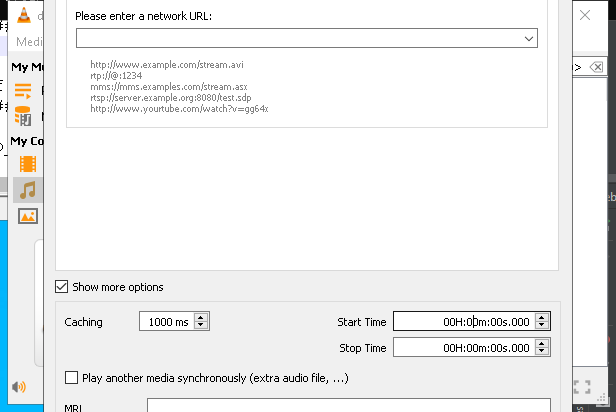 Please enter a network URL:
Medi
http://www.example.com/stream.avi
rtp://@:1234
mms://mms.examples.com/stream.asx
rtsp://server.example.org:8080/test.sdp
http://www.yourtube.com/watch?v=gg64x
My M
My Co
Show more options
Caching
1000 ms
Start Time
00H:00m:00s.000
Stop Time
00H:00m:00s.000
Play another media synchronously (extra audio file, ...)
MRL